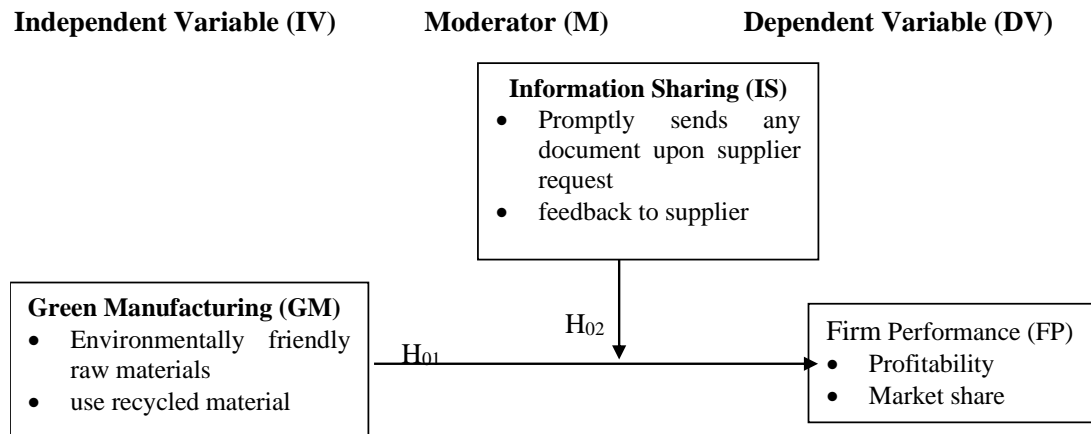 Independent Variable (IV) Moderator (M) Dependent Variable (DV)
Information Sharing (IS)
• Promptly sends any
document upon supplier
request
• feedback to supplier
Green Manufacturing (GM)
• Environmentally friendly
raw materials
• use recycled material
H01
H02
Firm Performance (FP)
• Profitability
• Market share